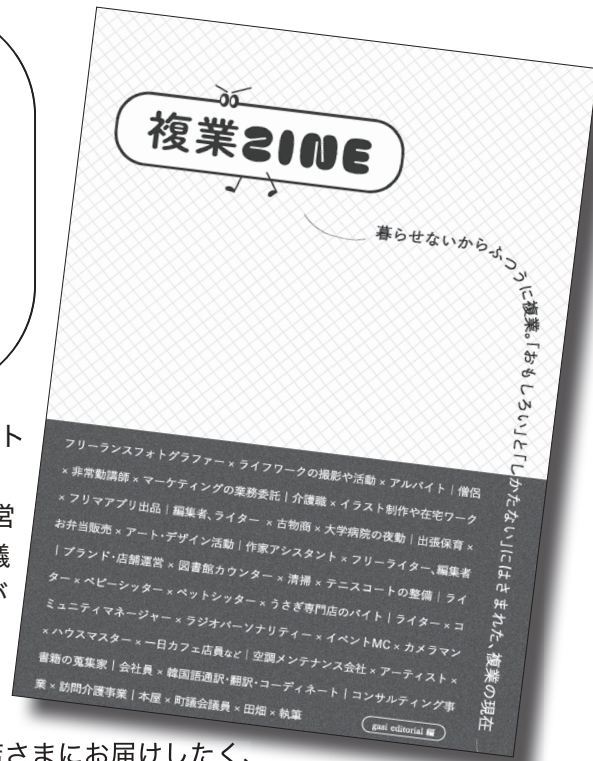 複業ZINE
暮らせないからふつうに複業。「おもしろい」と「しかたない」にはさまれた、複業の現在
フリーランスフォトグラファー × ライフワークの撮影や活動 × アルバイト｜僧侶
× 非常勤講師 × マーケティングの業務委託｜介護職 × イラスト制作や在宅ワーク
× フリマアプリ出品｜編集者、ライター × 古物商 × 大学病院の夜勤｜出張保育 ×
お弁当販売 × アート・デザイン活動｜作家アシスタント × フリーライター、編集者
｜ブランド・店舗運営 × 図書館カウンター × 清掃 × テニスコートの整備｜ライ
ター × ベビーシッター × ペットシッター × うさぎ専門店のバイト｜ライター × コ
ミュニティマネージャー × ラジオパーソナリティー × イベントMC × カメラマン
× ハウスマスター × 一日カフェ店員など｜空調メンテナンス会社 × アーティスト ×
書籍の蒐集家｜会社員 × 韓国語通訳・翻訳・コーディネート｜コンサルティング事
業 × 訪問介護事業｜本屋 × 町議会議員 × 田畑 × 執筆
gasi editorial 編
ト
営
議
が
さまにお届けしたく、